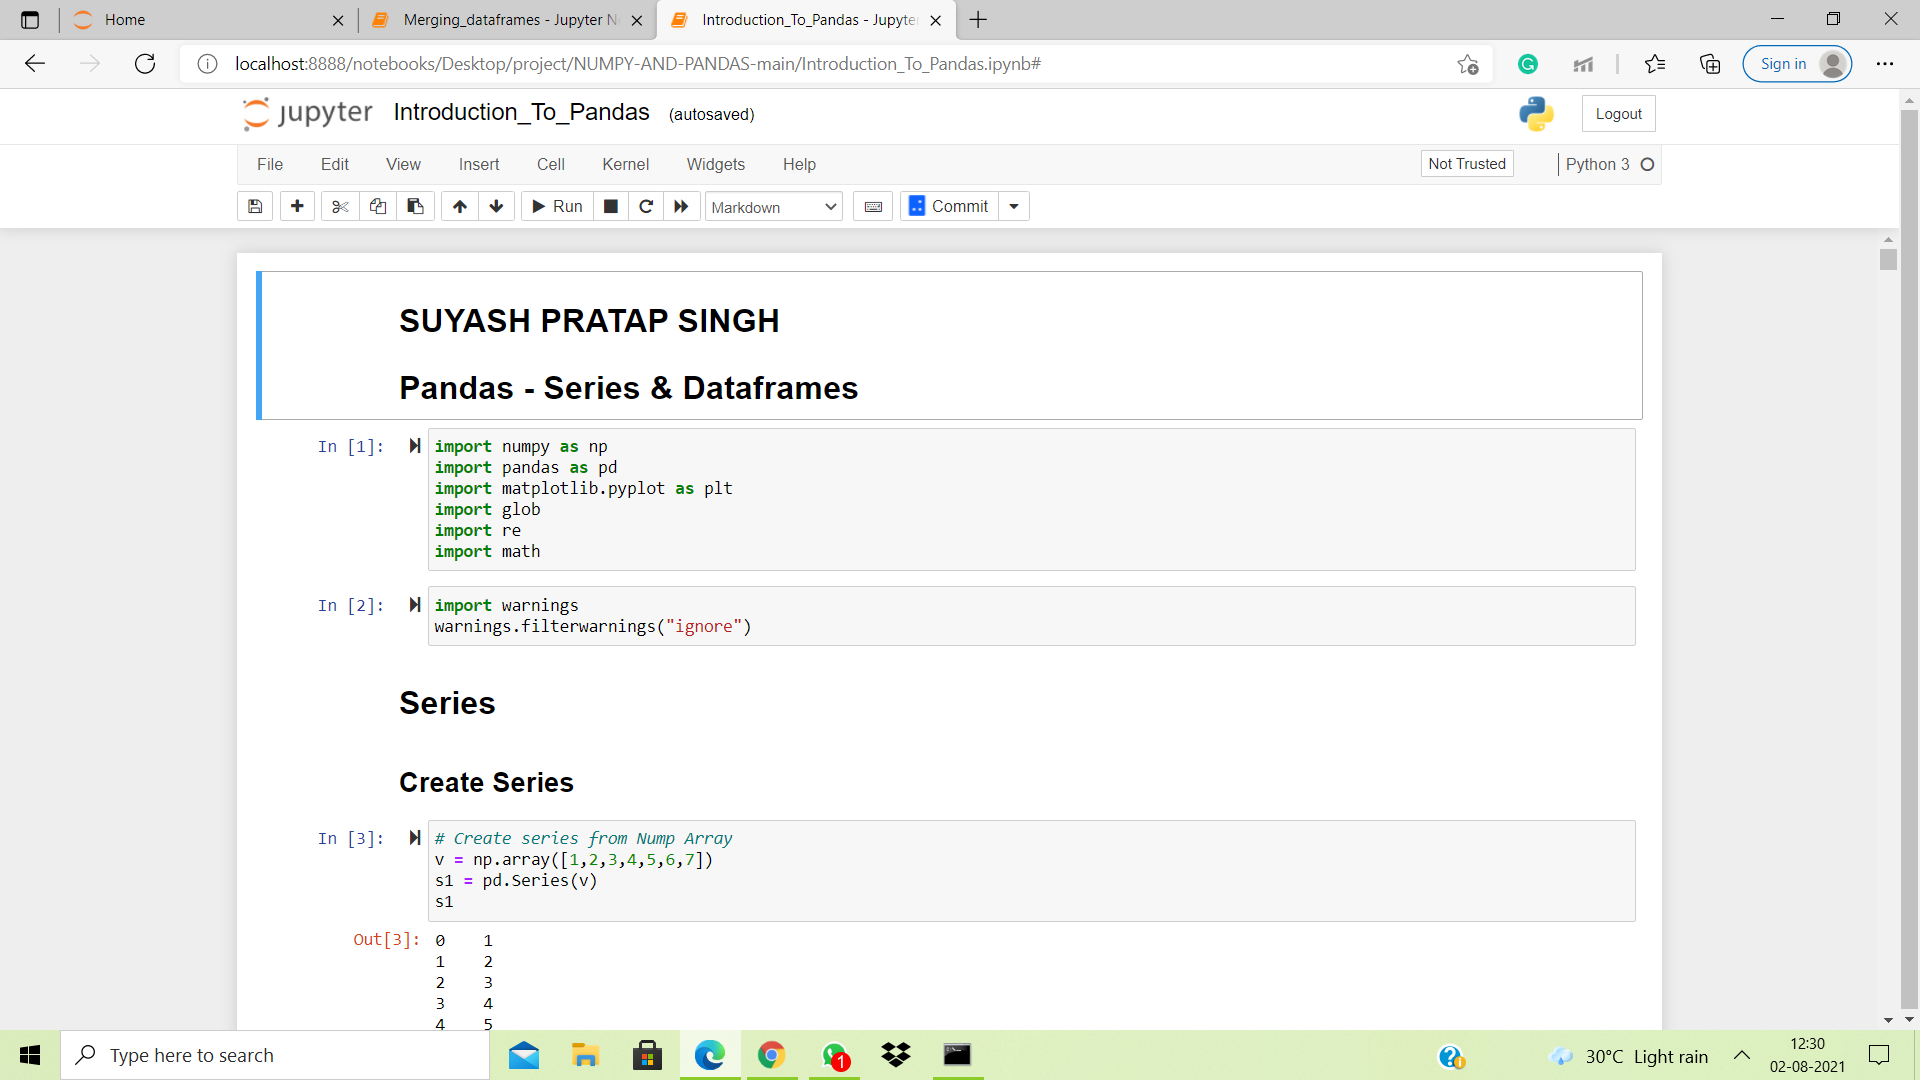 Home
Merging_dataframes - Jupyter N
Introduction_To_Pandas - Jupyte
localhost:8888/notebooks/Desktop/project/NUMPY-AND-PANDAS-main/Introduction_To_Pandas.ipynb#
Sign in
jupyter Introduction_To_Pandas (autosaved)
Logout
File Edit View Insert Cell Kernel Widgets Help
Not Trusted
Python 3
Run
Markdown
Commit
SUYASH PRATAP SINGH
Pandas - Series & Dataframes
In [1]:
import numpy as np
import pandas as pd
import matplotlib.pyplot as plt
import glob
import re
import math
In [2]:
import warnings
warnings.filterwarnings("ignore")
Series
Create Series
In [3]:
# Create series from Nump Array
v = np.array([1,2,3,4,5,6,7])
s1 = pd.Series(v)
s1
Out[3]:
0 1
1 2
2 3
3 4
4 5
Type here to search
1
30°C Light rain
12:30
02-08-2021